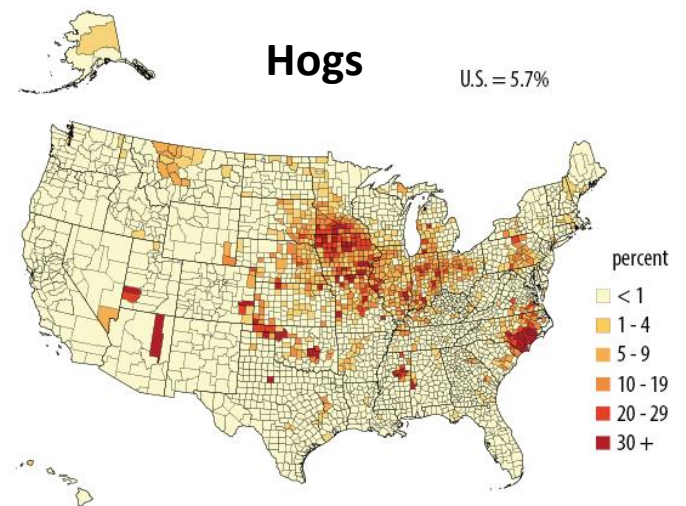 Hogs
U.S. = 5.7%
percent
< 1
1 - 4
5 - 9
10 - 19
20 - 29
30 +